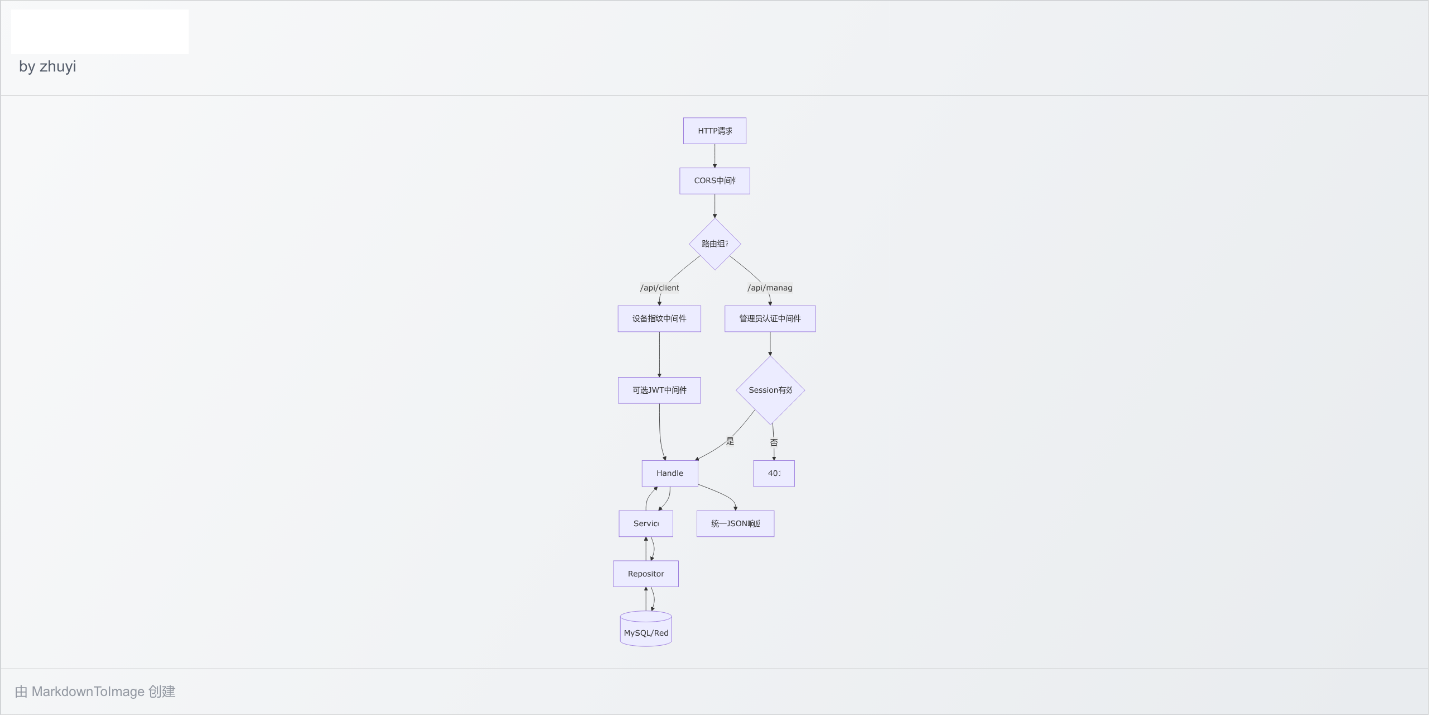 by zhuyi
HTTP请求
CORS中间
路由组?
/api/client
/api/manag
设备指纹中间件
管理员认证中间件
可选JWT中间件
Session有效
是
否
Handle
40
Servic
统一JSON响应
Repositor
MySQL/Red
由 MarkdownToImage 创建